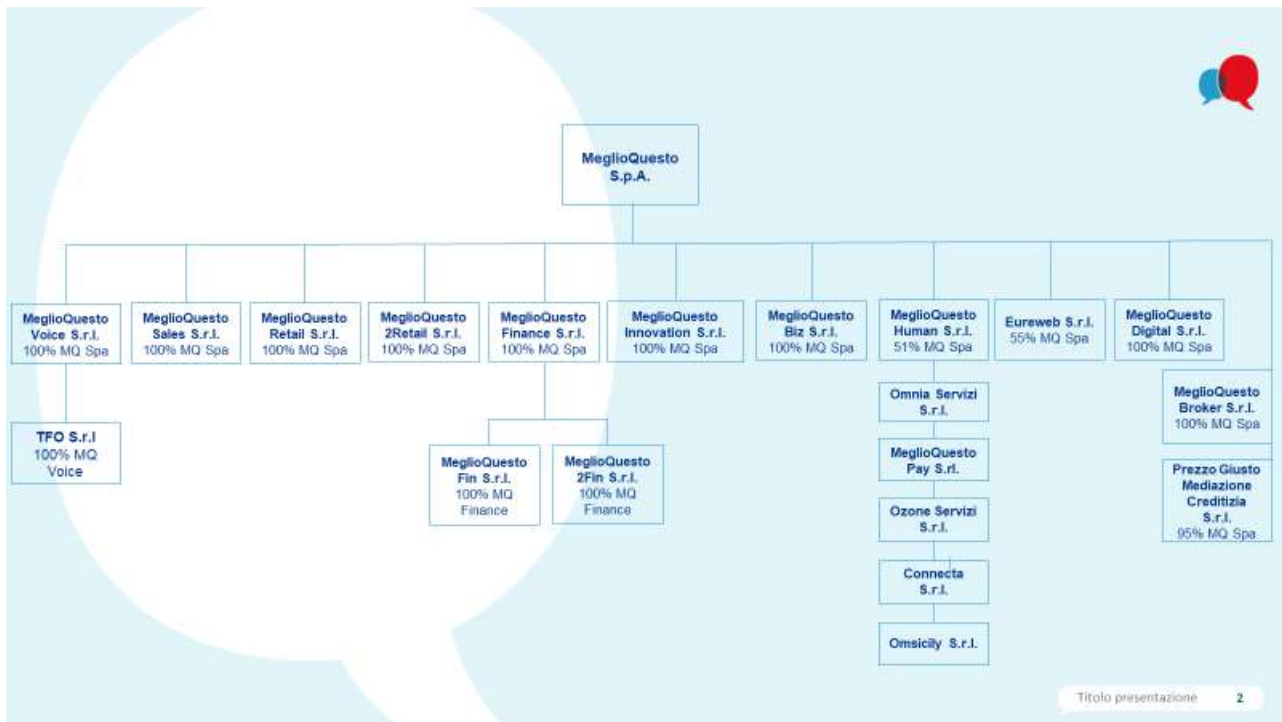 MeglioQuesto
S.p.A.
MeglioQuesto
Voice S.r.l.
100% MQ Spa
MeglioQuesto
Sales S.r.l.
100% MQ Spa
MeglioQuesto
Retail S.r.l.
100% MQ Spa
MeglioQuesto
2Retail S.r.l.
100% MQ Spa
MeglioQuesto
Finance S.r.l.
100% MQ Spa
MeglioQuesto
Innovation S.r.l.
100% MQ Spa
MeglioQuesto
Biz S.r.l.
100% MQ Spa
MeglioQuesto
Human S.r.l.
51% MQ Spa
Eureweb S.r.l.
55% MQ Spa
MeglioQuesto
Digital S.r.l.
100% MQ Spa
TFO S.r.l
100% MQ
Voice
MeglioQuesto
Fin S.r.l.
100% MQ
Finance
MeglioQuesto
2Fin S.r.l.
100% MQ
Finance
Omnia Servizi
S.r.l.
MeglioQuesto
Pay S.rl.
Ozone Servizi
S.r.l.
Connecta
S.r.l.
Omsicily S.r.l.
MeglioQuesto
Broker S.r.l.
100% MQ Spa
Prezzo Giusto
Mediazione
Creditizia
S.r.l.
95% MQ Spa
Titolo presentazione 2